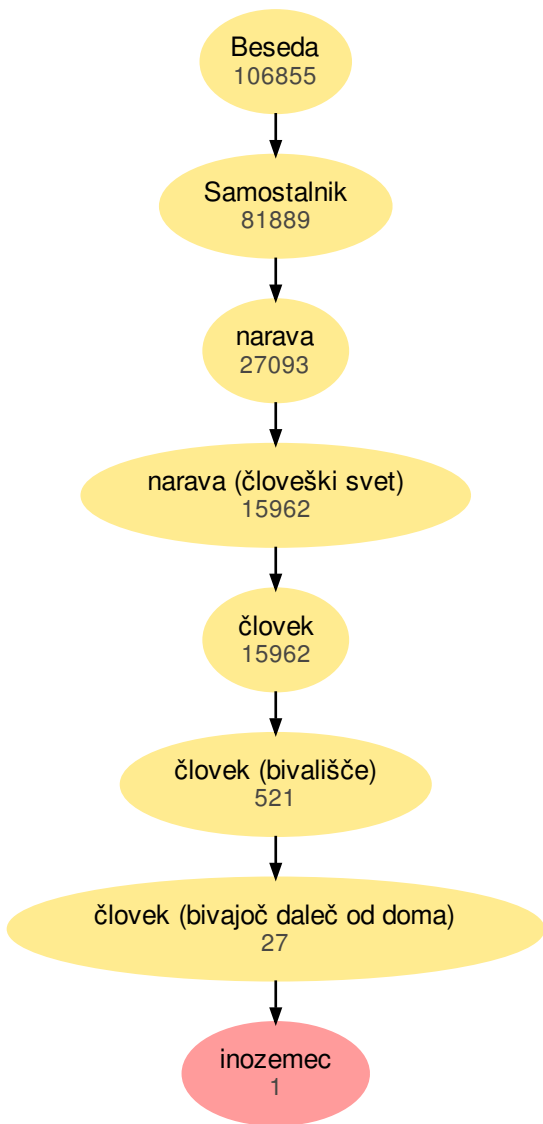 Beseda
106855
Samostalnik
81889
narava
27093
narava (človeški svet)
15962
človek
15962
človek (bivališče)
521
človek (bivajoč daleč od doma)
27
inozemec
1